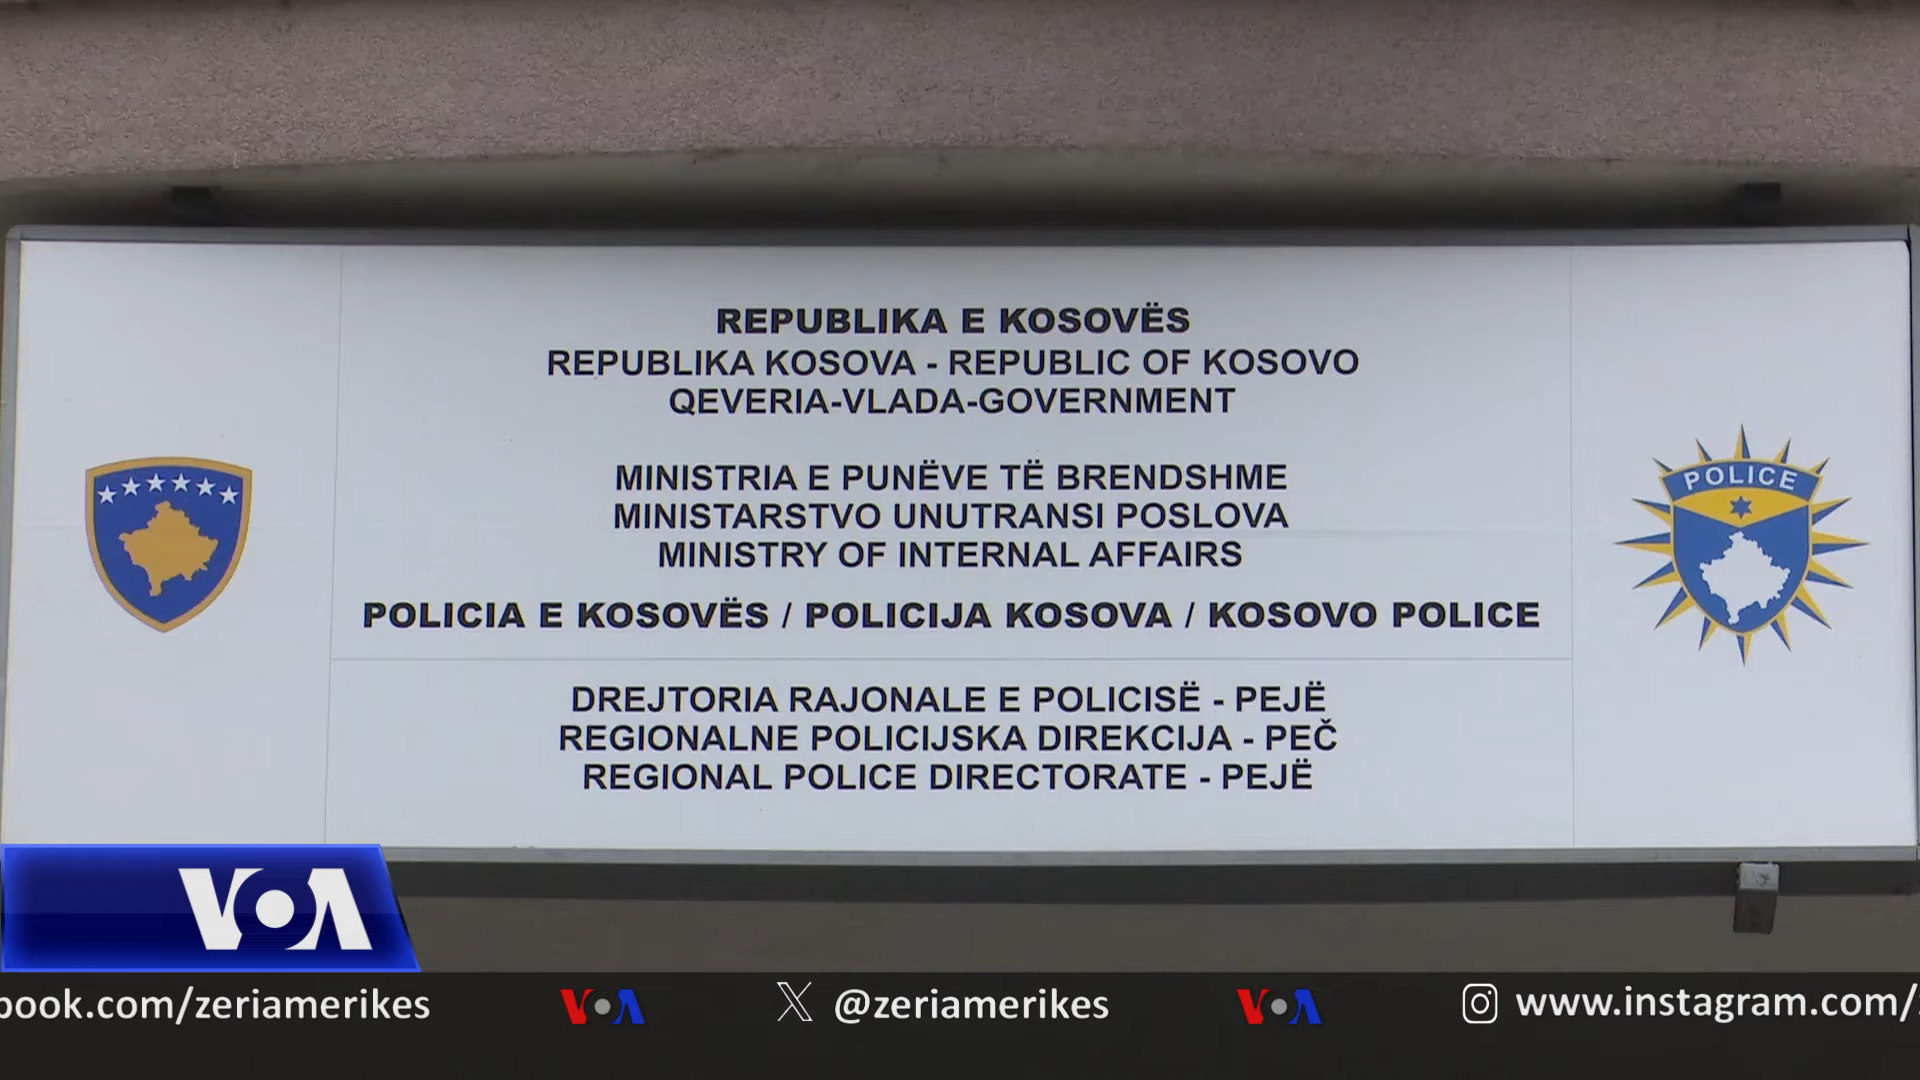 REPUBLIKA E KOSOVËS
REPUBLIKA KOSOVA - REPUBLIC OF KOSOVO
QEVERIA-VLADA-GOVERNMENT
MINISTRIA E PUNËVE TË BRENDSHME
MINISTARSTVO UNUTRANSI POSLOVA
MINISTRY OF INTERNAL AFFAIRS
POLICIA E KOSOVËS / POLICIJA KOSOVA / KOSOVO POLICE
DREJTORIA RAJONALE E POLICISË - PEJË
REGIONALNE POLICIJSKA DIREKCIJA - PEČ
REGIONAL POLICE DIRECTORATE - PEJË
POLICE
VOA
book.com/zeriamerikes VOA @zeriamerikes VOA www.instagram.com/